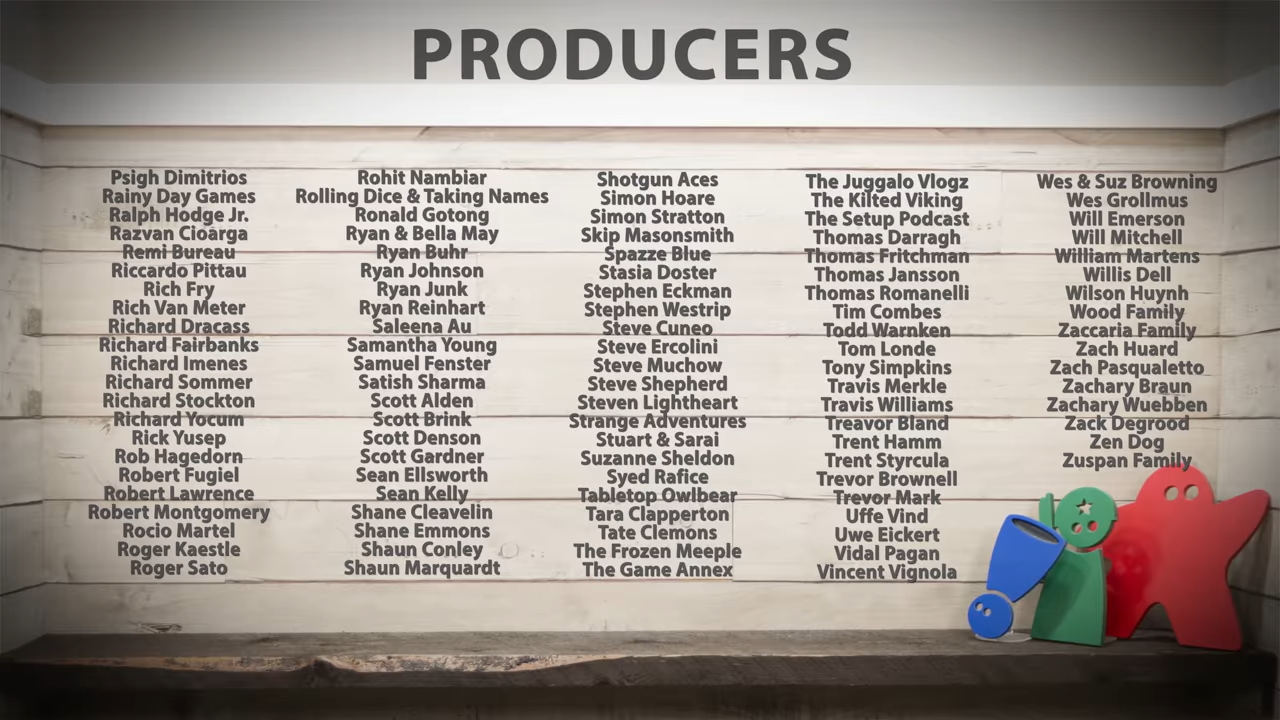 PRODUCERS
Psigh Dimitrios
Rainy Day Games
Ralph Hodge Jr.
Razvan Cioarga
Remi Bureau
Riccardo Pittau
Rich Fry
Rich Van Meter
Richard Dracass
Richard Fairbanks
Richard Imenes
Richard Sommer
Richard Stockton
Richard Yocum
Rick Yusep
Rob Hagedorn
Robert Fugiel
Robert Lawrence
Robert Montgomery
Rocio Martel
Roger Kaestle
Roger Sato
Rohit Nambiar
Rolling Dice & Taking Names
Ronald Gotong
Ryan & Bella May
Ryan Buhr
Ryan Johnson
Ryan Junk
Ryan Reinhart
Saleena Au
Samantha Young
Samuel Fenster
Satish Sharma
Scott Alden
Scott Brink
Scott Denson
Scott Gardner
Sean Ellsworth
Sean Kelly
Shane Cleavelin
Shane Emmons
Shaun Conley
Shaun Marquardt
Shotgun Aces
Simon Hoare
Simon Stratton
Skip Masonsmith
Spazze Blue
Stasia Doster
Stephen Eckman
Stephen Westrip
Steve Cuneo
Steve Ercolini
Steve Muchow
Steve Shepherd
Steven Lightheart
Strange Adventures
Stuart & Sarai
Suzanne Sheldon
Syed Rafice
Tabletop Owlbear
Tara Clapperton
Tate Clemons
The Frozen Meeple
The Game Annex
The Juggalo Vlogz
The Kilted Viking
The Setup Podcast
Thomas Darragh
Thomas Fritchman
Thomas Jansson
Thomas Romanelli
Tim Combes
Todd Warnken
Tom Londe
Tony Simpkins
Travis Merkle
Travis Williams
Treavor Bland
Trent Hamm
Trent Styrcula
Trevor Brownell
Trevor Mark
Uffe Vind
Uwe Eickert
Vidal Pagan
Vincent Vignola
Wes & Suz Browning
Wes Grollmus
Will Emerson
Will Mitchell
William Martens
Willis Dell
Wilson Huynh
Wood Family
Zaccaria Family
Zach Huard
Zach Pasqualetto
Zachary Braun
Zachary Wuebben
Zack Degrood
Zen Dog
Zuspan Family